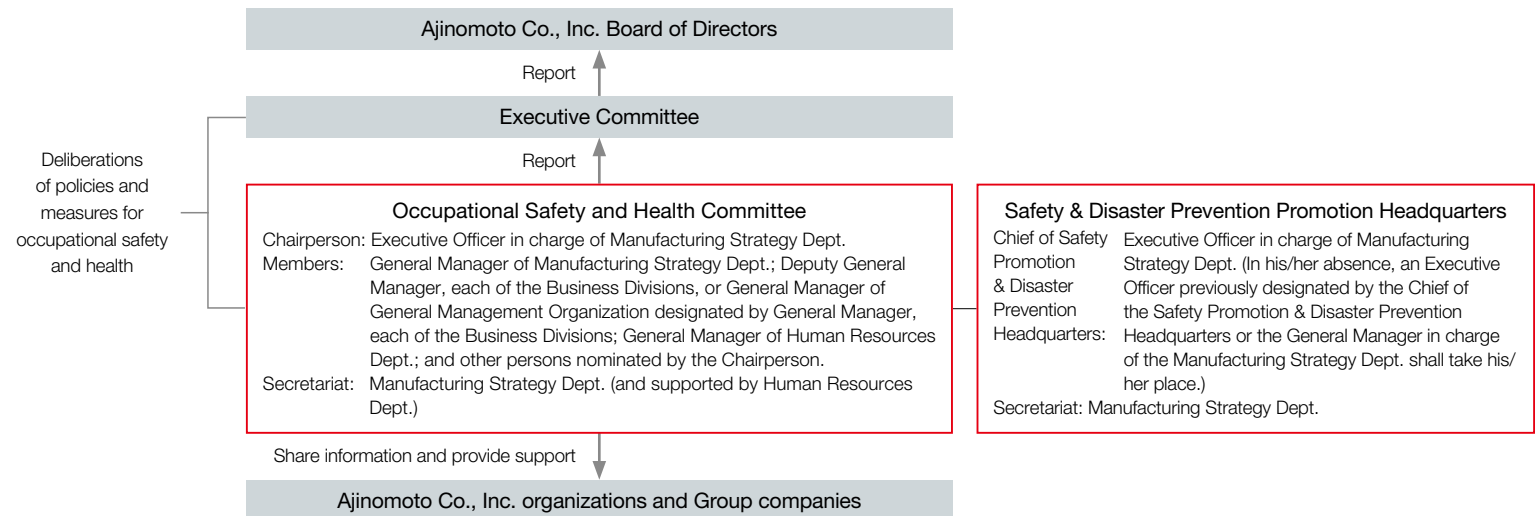 Ajinomoto Co., Inc. Board of Directors
Report
Executive Committee
Report
Deliberations
of policies and
measures for
occupational safety
and health
Occupational Safety and Health Committee
Chairperson: Executive Officer in charge of Manufacturing Strategy Dept.
Members: General Manager of Manufacturing Strategy Dept.; Deputy General
Manager, each of the Business Divisions, or General Manager of
General Management Organization designated by General Manager,
each of the Business Divisions; General Manager of Human Resources
Dept.; and other persons nominated by the Chairperson.
Secretariat: Manufacturing Strategy Dept. (and supported by Human Resources
Dept.)
Safety & Disaster Prevention Promotion Headquarters
Chief of Safety
Promotion
& Disaster
Prevention
Headquarters:
Executive Officer in charge of Manufacturing
Strategy Dept. (In his/her absence, an Executive
Officer previously designated by the Chief of
the Safety Promotion & Disaster Prevention
Headquarters or the General Manager in charge
of the Manufacturing Strategy Dept. shall take his/
her place.)
Secretariat: Manufacturing Strategy Dept.
Share information and provide support
Ajinomoto Co., Inc. organizations and Group companies